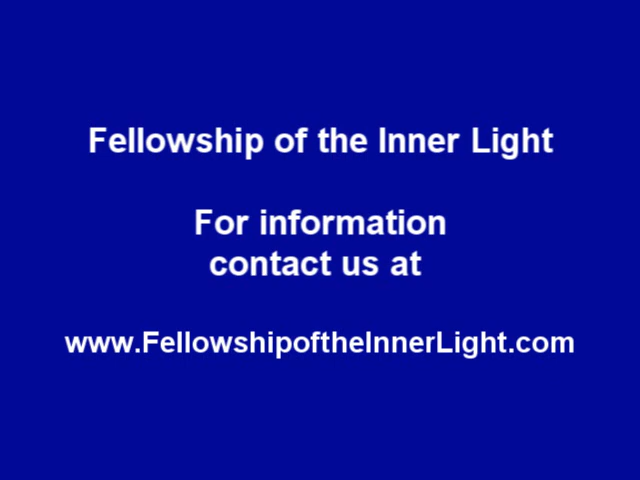 Fellowship of the Inner Light
For information
contact us at
www.FellowshipoftheInnerLight.com